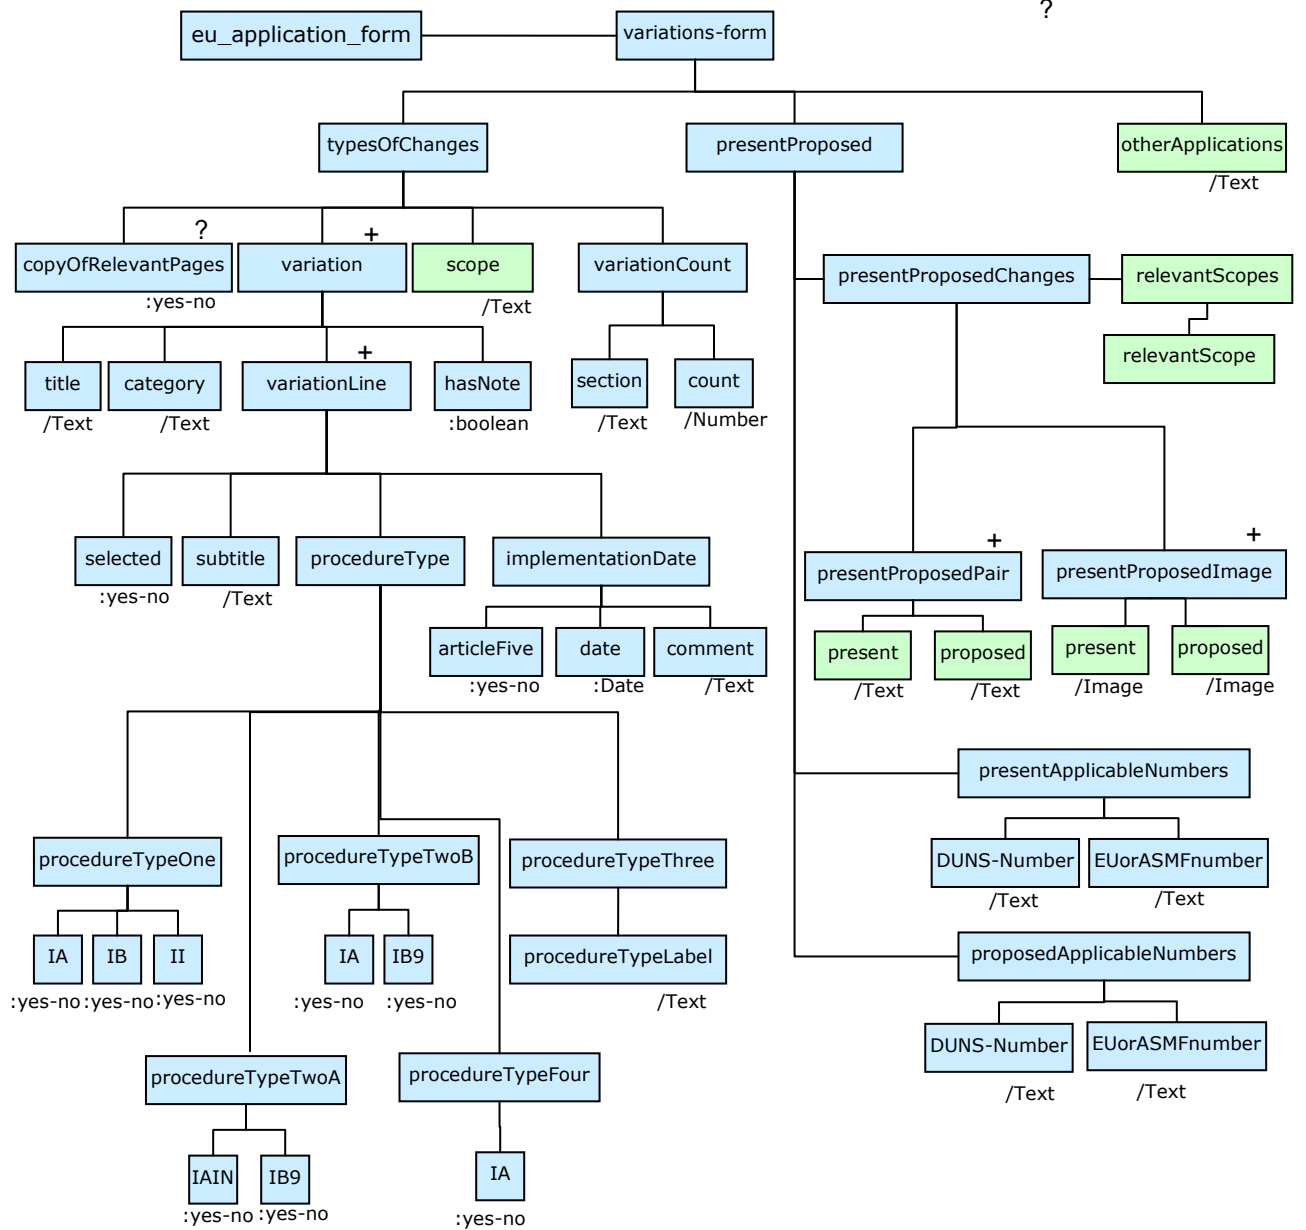 ?
eu_application_form
variations-form
typesOfChanges
presentProposed
otherApplications
/Text
?
+
copyOfRelevantPages
variation
scope
variationCount
presentProposedChanges
relevantScopes
:yes-no
/Text
relevantScope
+
title
category
variationLine
hasNote
section
count
/Text
/Text
:boolean
/Text
/Number
+
+
selected
subtitle
procedureType
implementationDate
presentProposedPair
presentProposedImage
:yes-no
/Text
articleFive
date
comment
present
proposed
present
proposed
:yes-no
:Date
/Text
/Text
/Text
/Image
/Image
presentApplicableNumbers
procedureTypeOne
procedureTypeTwoB
procedureTypeThree
DUNS-Number
EUorASMFnumber
/Text
/Text
IA
IB
II
IA
IB9
procedureTypeLabel
proposedApplicableNumbers
:yes-no
:yes-no
:yes-no
:yes-no
:yes-no
/Text
DUNS-Number
EUorASMFnumber
/Text
/Text
procedureTypeTwoA
procedureTypeFour
IAIN
IB9
IA
:yes-no
:yes-no
:yes-no